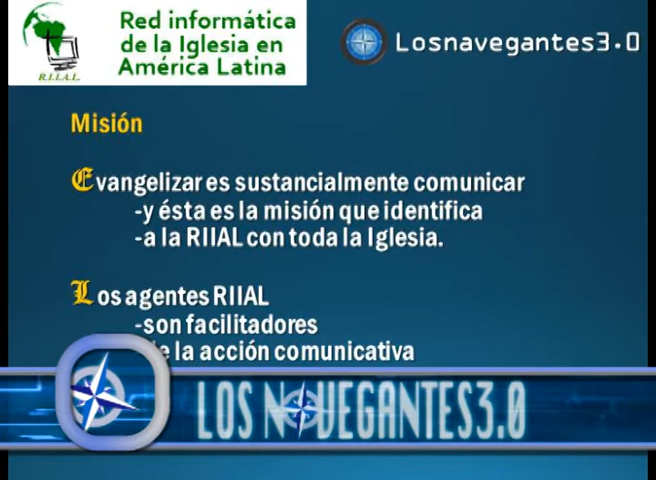 Red informática
de la Iglesia en
América Latina
R.I.I.A.L.
Losnavegantes3.0
Misión
Evangelizar es sustancialmente comunicar
-y ésta es la misión que identifica
-a la RIIAL con toda la Iglesia.
Los agentes RIIAL
-son facilitadores
la acción comunicativa
LOS NAVEGANTES3.0